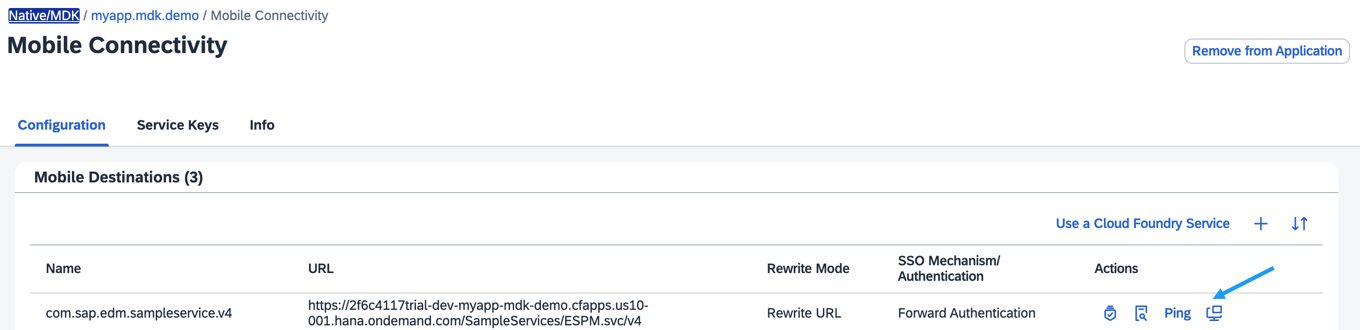 Native/MDK / myapp.mdk.demo / Mobile Connectivity
Mobile Connectivity
Remove from Application
Configuration Service Keys Info
Mobile Destinations (3)
Use a Cloud Foundry Service
Name URL Rewrite Mode SSO Mechanism/ Actions
Authentication
com.sap.edm.sampleservice.v4 https://2f6c4117trial-dev-myapp-mdk-demo.cfapps.us10- Rewrite URL Forward Authentication Ping
001.hana.ondemand.com/SampleServices/ESPM.svc/v4